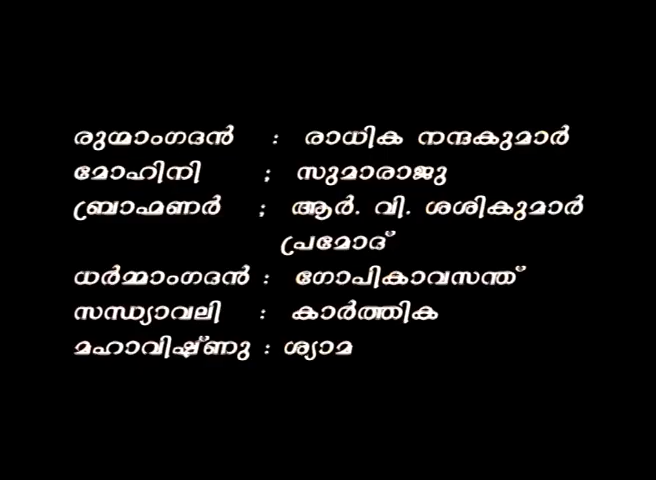 രുഗ്മാംഗദൻ : രാധിക നന്ദകുമാർ
മോഹിനി ; സുമാരാജു
ബ്രാഹ്മണർ ; ആർ. വി. ശശികുമാർ
പ്രമോദ്
ധർമ്മാംഗദൻ : ഗോപികാവസന്ത്
സന്ധ്യാവലി : കാർത്തിക
മഹാവിഷ്ണു : ശ്യാമ